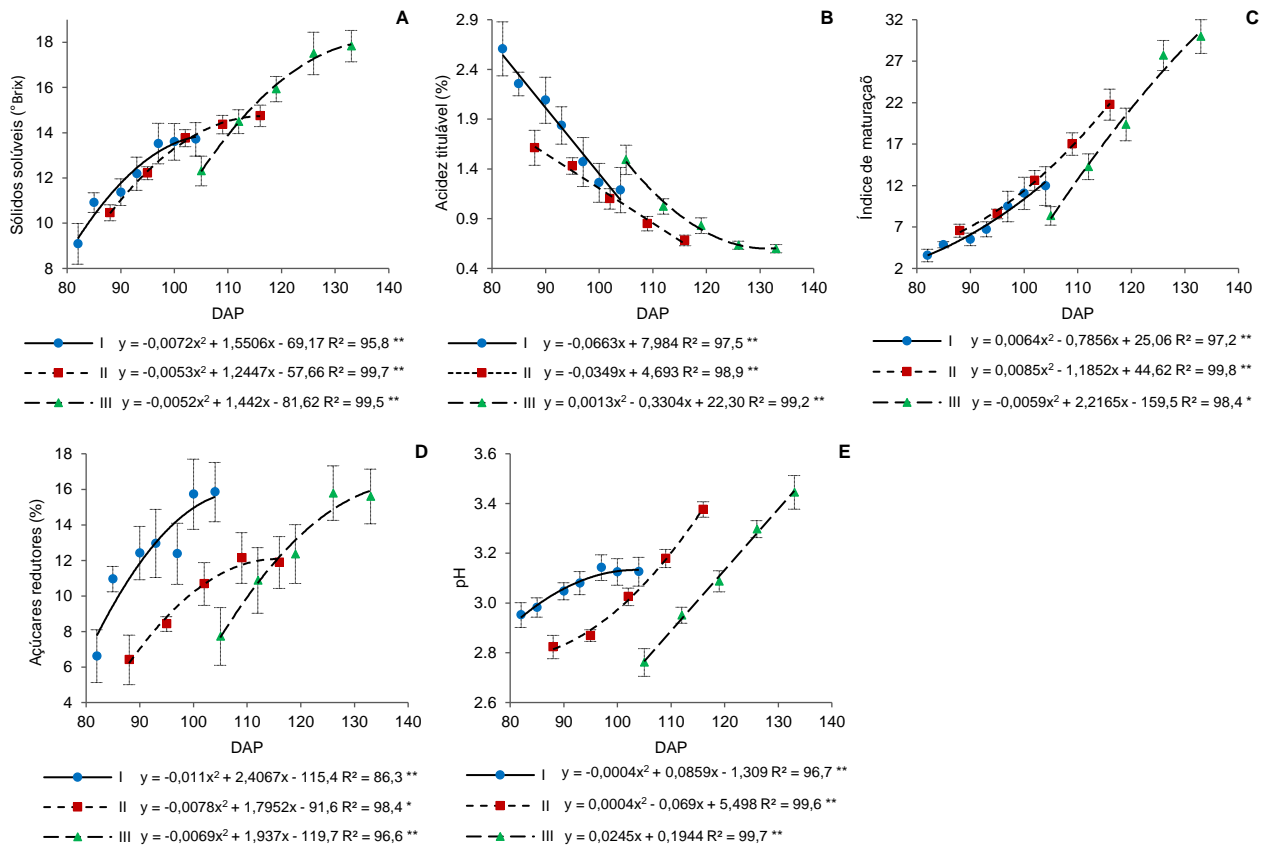 A
Sólidos solúveis (°Brix)
18
16
14
12
10
8
80 90 100 110 120 130 140
DAP
I y = -0,0072x² + 1,5506x - 69,17 R² = 95,8 **
II y = -0,0053x² + 1,2447x - 57,66 R² = 99,7 **
III y = -0,0052x² + 1,442x - 81,62 R² = 99,5 **
B
Acidez titulável (%)
2.9
2.4
1.9
1.4
0.9
0.4
80 90 100 110 120 130 140
DAP
I y = -0,0663x + 7,984 R² = 97,5 **
II y = -0,0349x + 4,693 R² = 98,9 **
III y = 0,0013x² - 0,3304x + 22,30 R² = 99,2 **
C
Índice de maturaçaõ
32
27
22
17
12
7
2
80 90 100 110 120 130 140
DAP
I y = 0,0064x² - 0,7856x + 25,06 R² = 97,2 **
II y = 0,0085x² - 1,1852x + 44,62 R² = 99,8 **
III y = -0,0059x² + 2,2165x - 159,5 R² = 98,4 *
D
Açúcares redutores (%)
18
16
14
12
10
8
6
4
80 90 100 110 120 130 140
DAP
I y = -0,011x² + 2,4067x - 115,4 R² = 86,3 **
II y = -0,0078x² + 1,7952x - 91,6 R² = 98,4 *
III y = -0,0069x² + 1,937x - 119,7 R² = 96,6 **
E
pH
3.6
3.4
3.2
3.0
2.8
2.6
80 90 100 110 120 130 140
DAP
I y = -0,0004x² + 0,0859x - 1,309 R² = 96,7 **
II y = 0,0004x² - 0,069x + 5,498 R² = 99,6 **
III y = 0,0245x + 0,1944 R² = 99,7 **